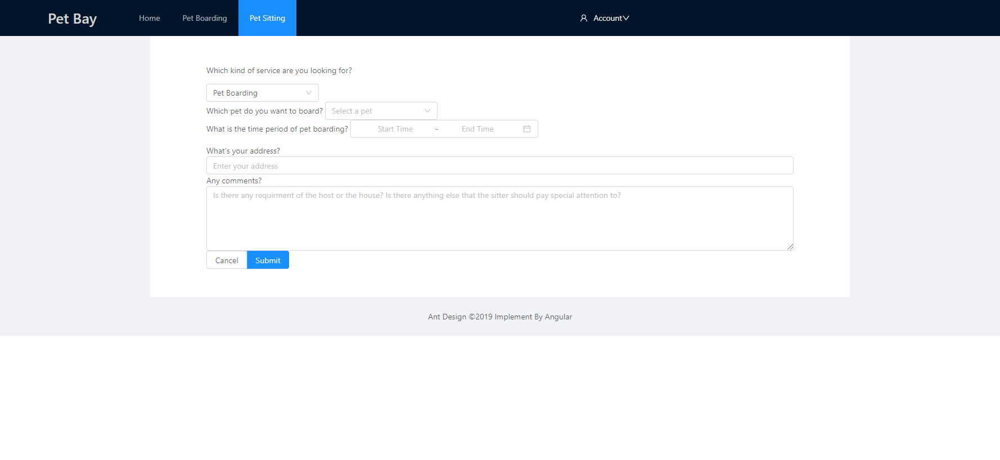 Pet Bay Home Pet Boarding Pet Sitting Account
Which kind of service are you looking for?
Pet Boarding
Which pet do you want to board? Select a pet
What is the time period of pet boarding? Start Time ~ End Time
What's your address?
Enter your address
Any comments?
Is there any requirment of the host or the house? Is there anything else that the sitter should pay special attention to?
Cancel Submit
Ant Design ©2019 Implement By Angular